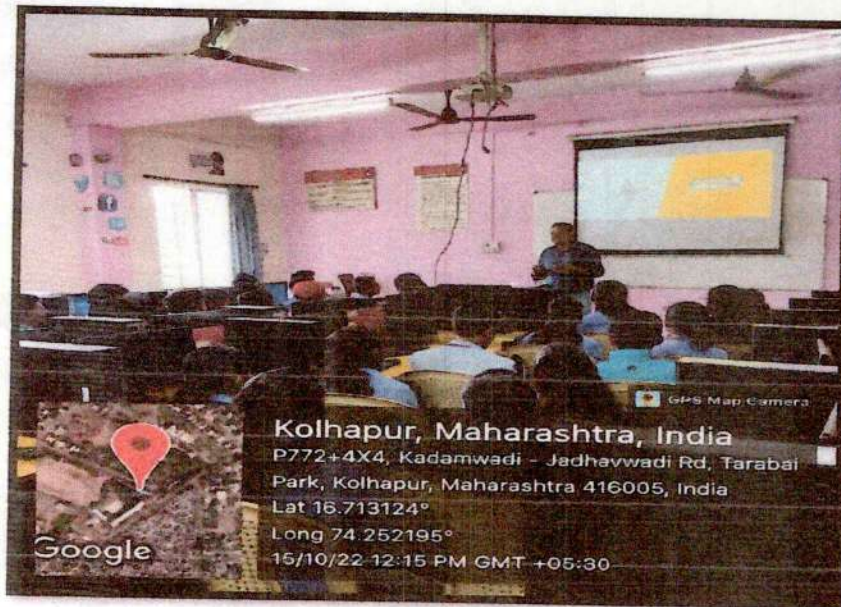 GPS Map Camera
Kolhapur, Maharashtra, India
P772+4X4, Kadamwadi - Jadhavwadi Rd, Tarabai
Park, Kolhapur, Maharashtra 416005, India
Lat 16.713124°
Long 74.252195°
15/10/22 12:15 PM GMT +05:30
Google